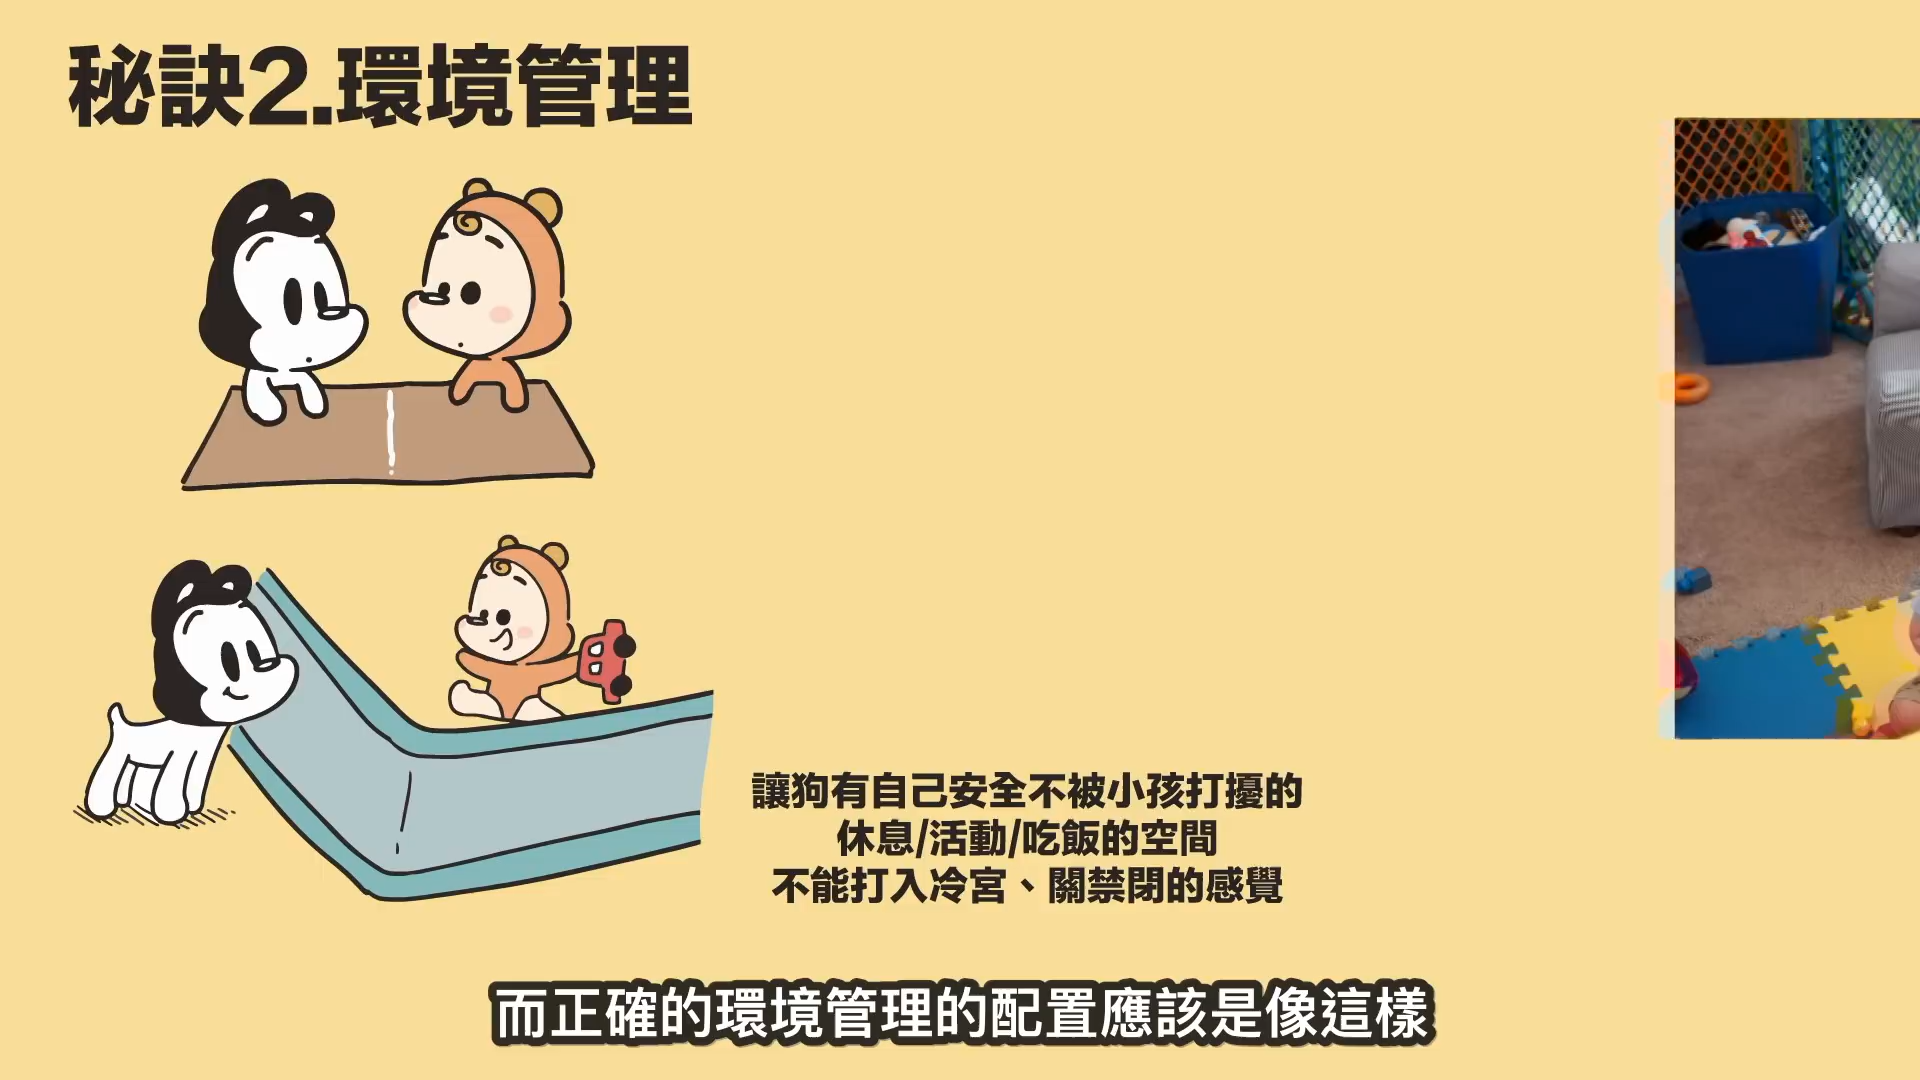 秘訣2.環境管理
讓狗有自己安全不被小孩打擾的
休息/活動/吃飯的空間
不能打入冷宮、關禁閉的感覺
而正確的環境管理的配置應該是像這樣